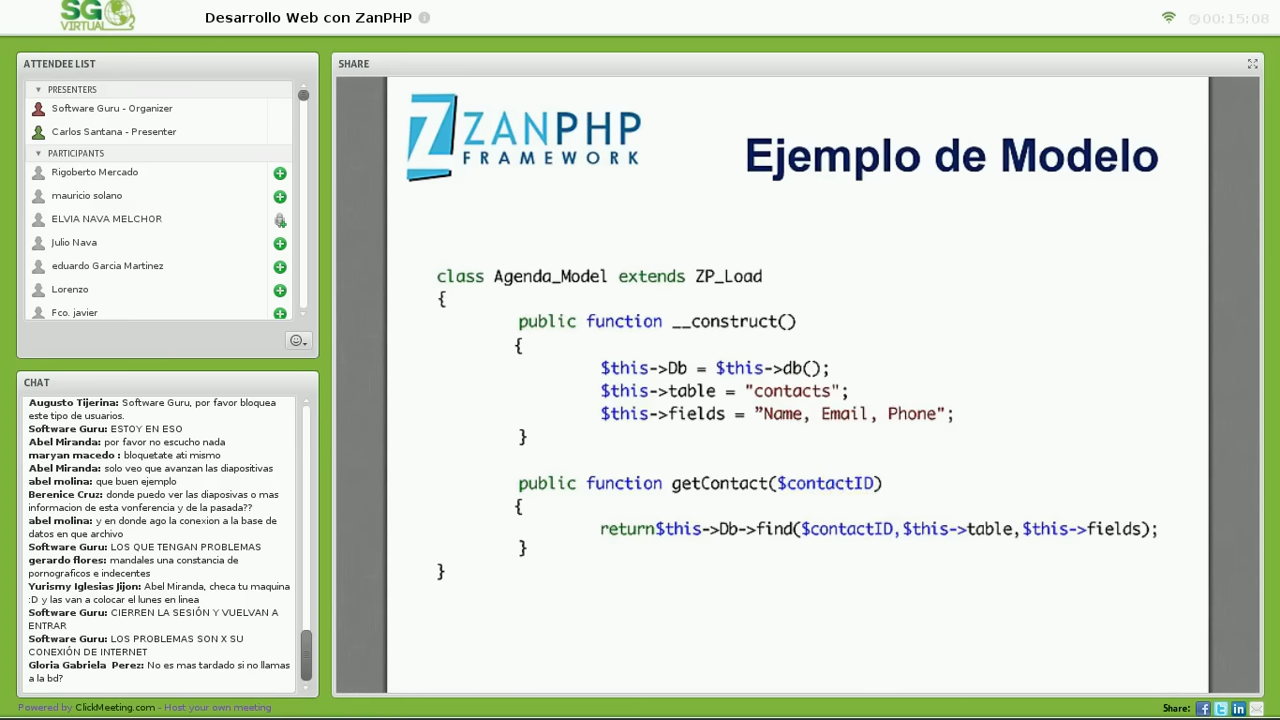 SG
VIRTUAL
Desarrollo Web con ZanPHP
00:15:08
ATTENDEE LIST
PRESENTERS
Software Guru - Organizer
Carlos Santana - Presenter
PARTICIPANTS
Rigoberto Mercado
mauricio solano
ELVIA NAVA MELCHOR
Julio Nava
eduardo Garcia Martinez
Lorenzo
Fco. javier
CHAT
Augusto Tijerina: Software Guru, por favor bloquea
este tipo de usuarios.
Software Guru: ESTOY EN ESO
Abel Miranda: por favor no escucho nada
maryan macedo : bloquetate ati mismo
Abel Miranda: solo veo que avanzan las diapositivas
abel molina: que buen ejemplo
Berenice Cruz: donde puedo ver las diaposivas o mas
informacion de esta vonferencia y de la pasada??
abel molina: y en donde ago la conexion a la base de
datos en que archivo
Software Guru: LOS QUE TENGAN PROBLEMAS
gerardo flores: mandales una constancia de
pornograficos e indecentes
Yurismy Iglesias Jijon: Abel Miranda, checa tu maquina
:D y las van a colocar el lunes en linea
Software Guru: CIERREN LA SESIÓN Y VUELVAN A
ENTRAR
Software Guru: LOS PROBLEMAS SON X SU
CONEXIÓN DE INTERNET
Gloria Gabriela Perez: No es mas tardado si no llamas
a la bd?
SHARE
Z ZANPHP
FRAMEWORK
Ejemplo de Modelo
class Agenda_Model extends ZP_Load
{
public function __construct()
{
$this->Db = $this->db();
$this->table = "contacts";
$this->fields = ”Name, Email, Phone";
}
public function getContact($contactID)
{
return$this->Db->find($contactID,$this->table,$this->fields);
}
}
Powered by ClickMeeting.com - Host your own meeting
Share: